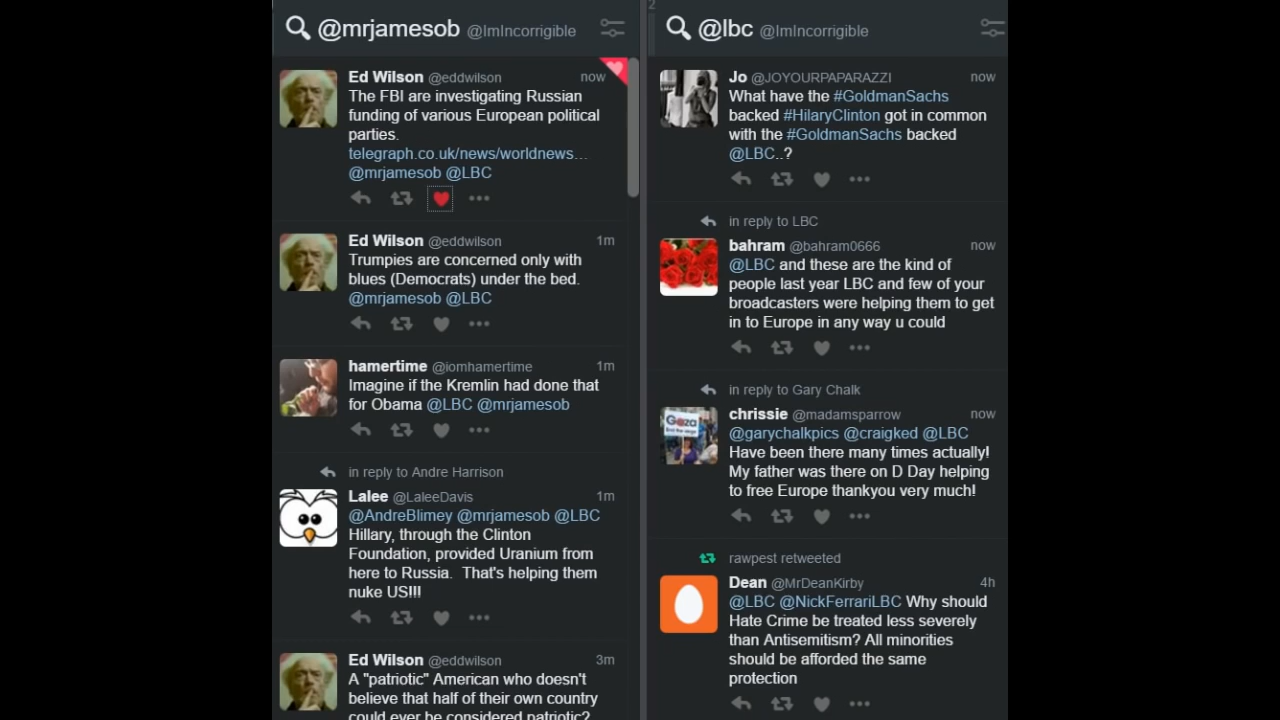 @mrjamesob @ImIncorrigible
Ed Wilson @eddwilson now
The FBI are investigating Russian
funding of various European political
parties.
telegraph.co.uk/news/worldnews…
@mrjamesob @LBC
Ed Wilson @eddwilson 1m
Trumpies are concerned only with
blues (Democrats) under the bed.
@mrjamesob @LBC
hamertime @iomhamertime 1m
Imagine if the Kremlin had done that
for Obama @LBC @mrjamesob
in reply to Andre Harrison
Lalee @LaleeDavis 1m
@AndreBlimey @mrjamesob @LBC
Hillary, through the Clinton
Foundation, provided Uranium from
here to Russia.  That's helping them
nuke US!!!
Ed Wilson @eddwilson 3m
A "patriotic" American who doesn't
believe that half of their own country
could ever be considered patriotic?
2
@lbc @ImIncorrigible
Jo @JOYOURPAPARAZZI now
What have the #GoldmanSachs
backed #HilaryClinton got in common
with the #GoldmanSachs backed
@LBC..?
in reply to LBC
bahram @bahram0666 now
@LBC and these are the kind of
people last year LBC and few of your
broadcasters were helping them to get
in to Europe in any way u could
in reply to Gary Chalk
chrissie @madamsparrow now
@garychalkpics @craigked @LBC
Have been there many times actually!
My father was there on D Day helping
to free Europe thankyou very much!
Gaza
End the siege
rawpest retweeted
Dean @MrDeanKirby 4h
@LBC @NickFerrariLBC Why should
Hate Crime be treated less severely
than Antisemitism? All minorities
should be afforded the same
protection